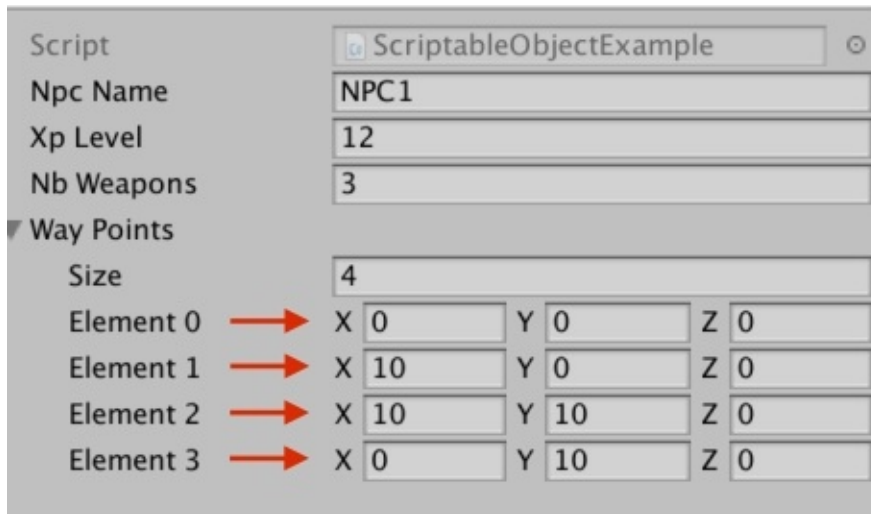 Script ScriptableObjectExample
Npc Name NPC1
Xp Level 12
Nb Weapons 3
Way Points
Size 4
Element 0 X 0 Y 0 Z 0
Element 1 X 10 Y 0 Z 0
Element 2 X 10 Y 10 Z 0
Element 3 X 0 Y 10 Z 0